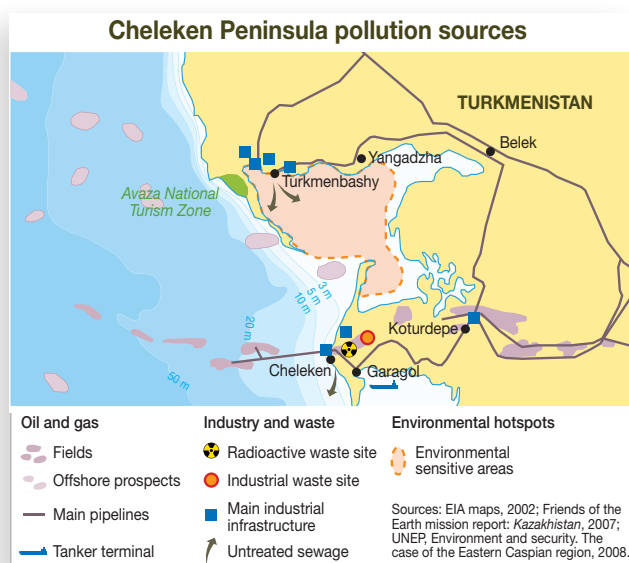 Cheleken Peninsula pollution sources
TURKMENISTAN
Belek
Yangadzha
Turkmenbashy
Avaza National
Turism Zone
3 m
5 m
10 m
20 m
50 m
Koturdepe
Cheleken
Garagol
Oil and gas
Fields
Offshore prospects
Main pipelines
Tanker terminal
Industry and waste
Radioactive waste site
Industrial waste site
Main industrial
infrastructure
Untreated sewage
Environmental hotspots
Environmental
sensitive areas
Sources: EIA maps, 2002; Friends of the
Earth mission report: Kazakhistan, 2007;
UNEP, Environment and security. The
case of the Eastern Caspian region, 2008.